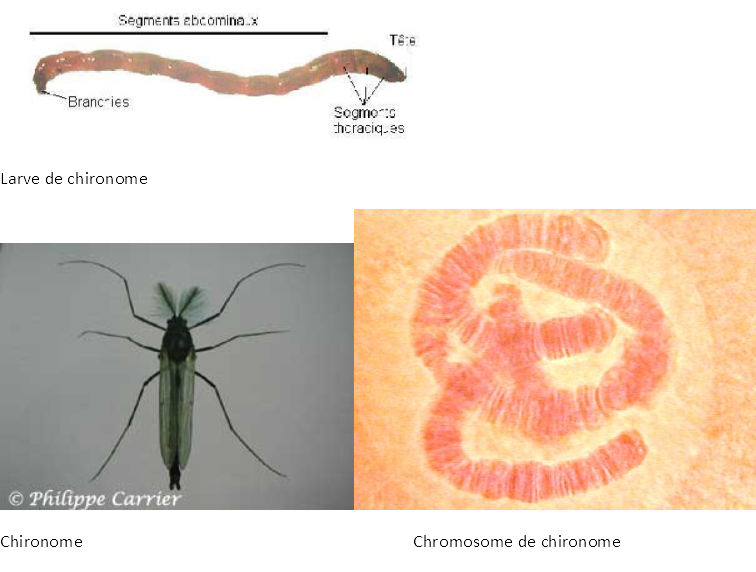 Segments abdominaux
Tête
Branchies
Segments
thoraciques
Larve de chironome
© Philippe Carrier
Chironome
Chromosome de chironome